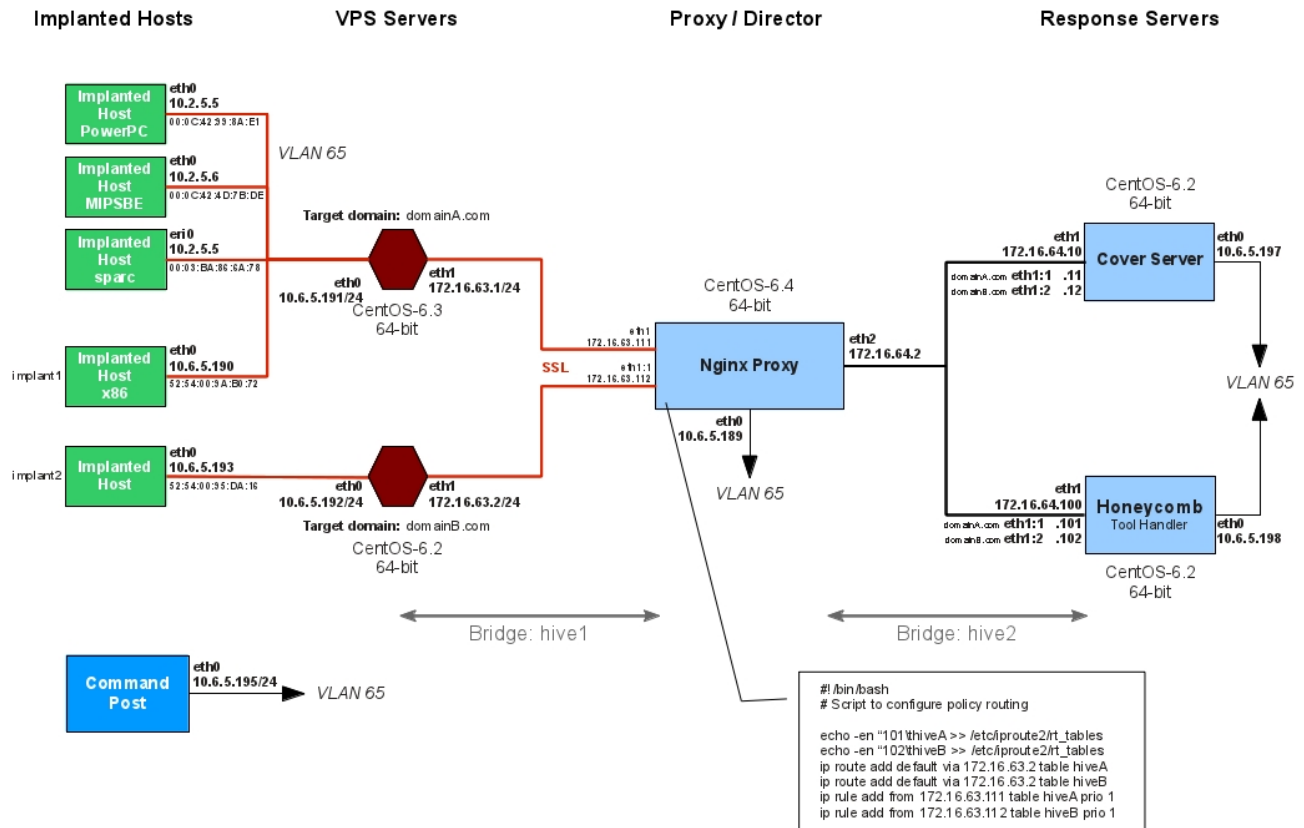 Implanted Hosts
VPS Servers
Proxy / Director
Response Servers
Implanted
Host
PowerPC
eth0
10.2.5.5
00:0C:42:99:8A:E1
VLAN 65
Implanted
Host
MIPSBE
eth0
10.2.5.6
00:0C:42:4D:7B:DE
Implanted
Host
sparc
eri0
10.2.5.5
00:03:BA:86:6A:78
implant1
Implanted
Host
x86
eth0
10.6.5.190
52:54:00:9A:B0:72
implant2
Implanted
Host
eth0
10.6.5.193
52:54:00:95:DA:16
Target domain: domainA.com
eth0
10.6.5.191/24
eth1
172.16.63.1/24
CentOS-6.3
64-bit
eth0
10.6.5.192/24
eth1
172.16.63.2/24
Target domain: domainB.com
CentOS-6.2
64-bit
SSL
CentOS-6.4
64-bit
eth1
172.16.63.111
eth1:1
172.16.63.112
Nginx Proxy
eth2
172.16.64.2
eth0
10.6.5.189
VLAN 65
CentOS-6.2
64-bit
eth1
172.16.64.10
domainA.com eth1:1 .11
domainB.com eth1:2 .12
Cover Server
eth0
10.6.5.197
VLAN 65
eth1
172.16.64.100
domainA.com eth1:1 .101
domainB.com eth1:2 .102
Honeycomb
Tool Handler
eth0
10.6.5.198
CentOS-6.2
64-bit
Bridge: hive1
Bridge: hive2
Command
Post
eth0
10.6.5.195/24
VLAN 65
#!/bin/bash
# Script to configure policy routing
echo -en "101\thiveA >> /etc/iproute2/rt_tables
echo -en "102\thiveB >> /etc/iproute2/rt_tables
ip route add default via 172.16.63.2 table hiveA
ip route add default via 172.16.63.2 table hiveB
ip rule add from 172.16.63.111 table hiveA prio 1
ip rule add from 172.16.63.112 table hiveB prio 1